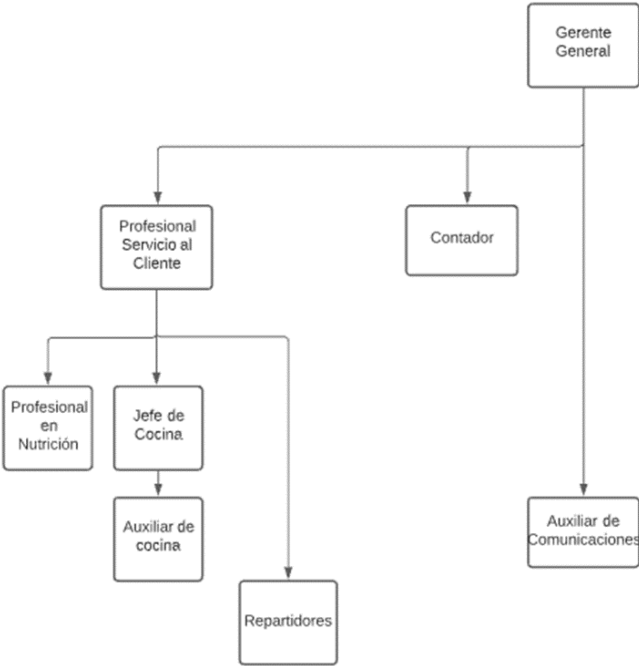 Gerente
General
Profesional
Servicio al
Cliente
Contador
Profesional
en
Nutrición
Jefe de
Cocina
Auxiliar de
cocina
Auxiliar de
Comunicaciones
Repartidores